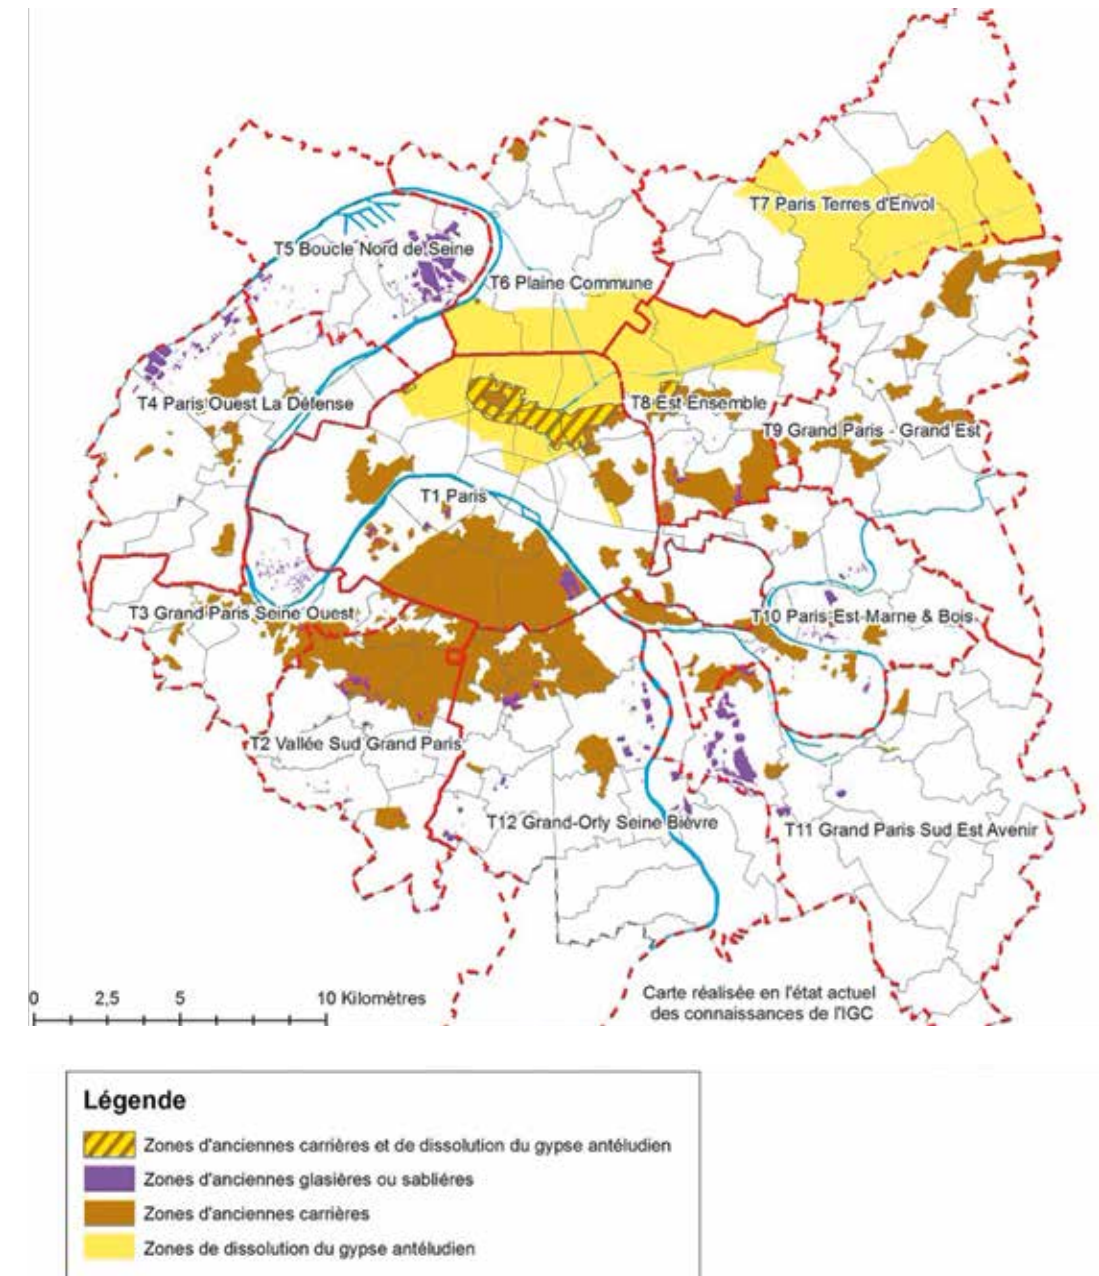 T7 Paris Terres d'Envol
T5 Boucle Nord de Seine
T6 Plaine Commune
T4 Paris Ouest La Défense
T8 Est Ensemble
T9 Grand Paris - Grand Est
T1 Paris
T3 Grand Paris Seine Ouest
T10 Paris Est Marne & Bois
T2 Vallée Sud Grand Paris
T12 Grand-Orly Seine Bièvre
T11 Grand Paris Sud Est Avenir
0 2,5 5 10 Kilomètres
Carte réalisée en l'état actuel
des connaissances de l'IGC
Légende
Zones d'anciennes carrières et de dissolution du gypse antéludien
Zones d'anciennes glasières ou sablières
Zones d'anciennes carrières
Zones de dissolution du gypse antéludien